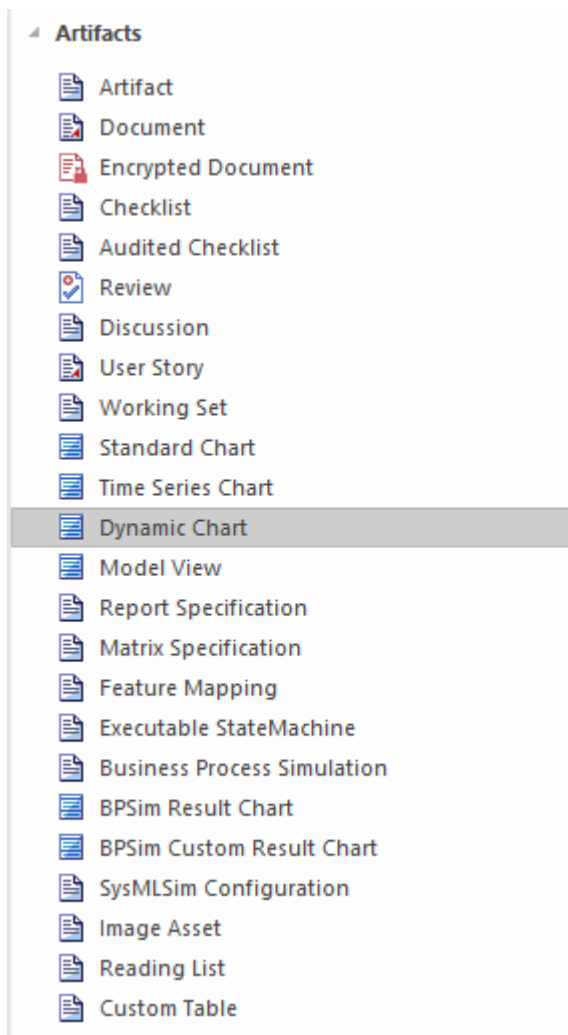 Artifacts
Artifact
Document
Encrypted Document
Checklist
Audited Checklist
Review
Discussion
User Story
Working Set
Standard Chart
Time Series Chart
Dynamic Chart
Model View
Report Specification
Matrix Specification
Feature Mapping
Executable StateMachine
Business Process Simulation
BPSim Result Chart
BPSim Custom Result Chart
SysMLSim Configuration
Image Asset
Reading List
Custom Table